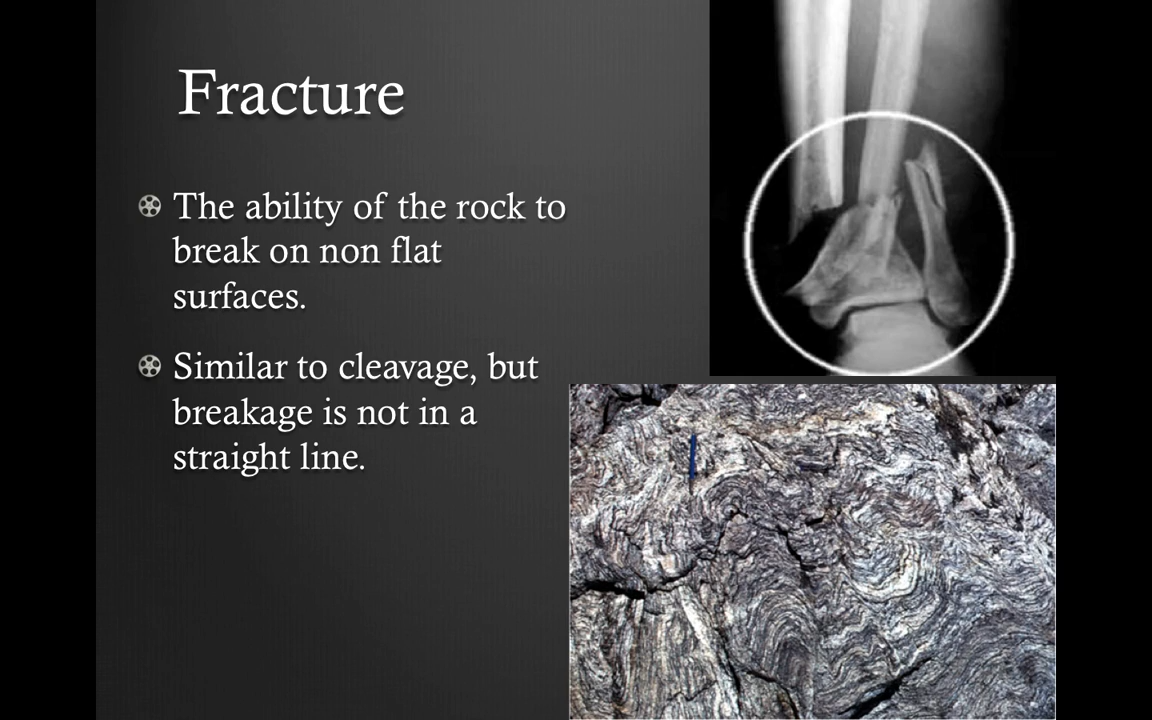 Fracture
The ability of the rock to
break on non flat
surfaces.
Similar to cleavage, but
breakage is not in a
straight line.